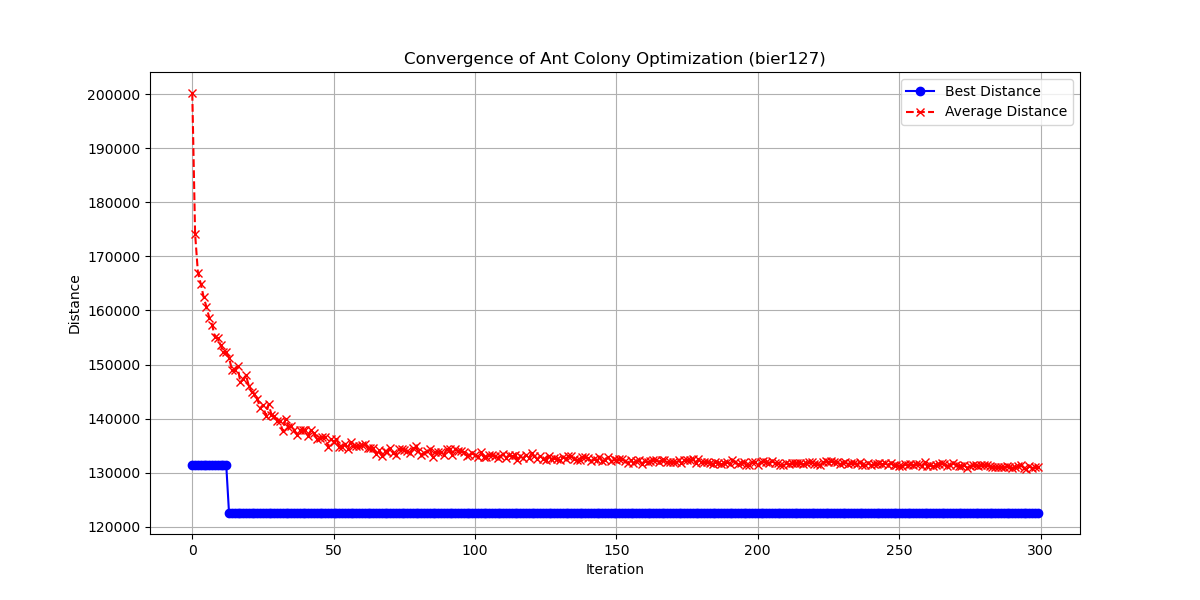 Convergence of Ant Colony Optimization (bier127)
Best Distance
Average Distance
200000
190000
180000
170000
160000
150000
140000
130000
120000
Distance
0 50 100 150 200 250 300
Iteration